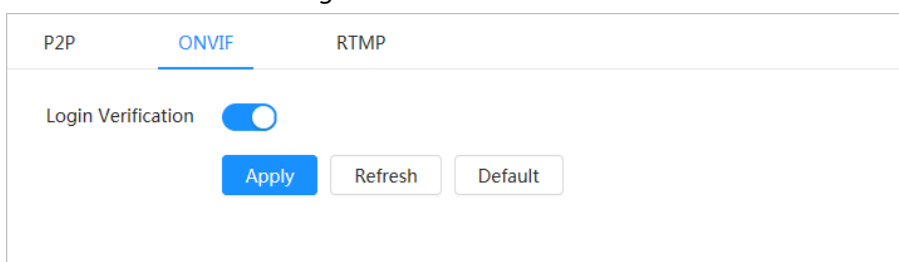 P2P ONVIF RTMP
Login Verification
Apply Refresh Default